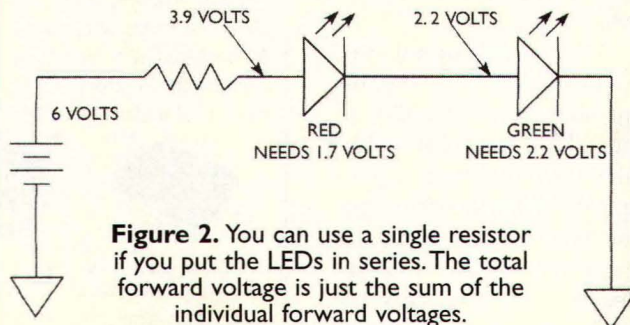 3.9 VOLTS
2.2 VOLTS
6 VOLTS
RED
NEEDS 1.7 VOLTS
GREEN
NEEDS 2.2 VOLTS
Figure 2. You can use a single resistor
if you put the LEDs in series. The total
forward voltage is just the sum of the
individual forward voltages.